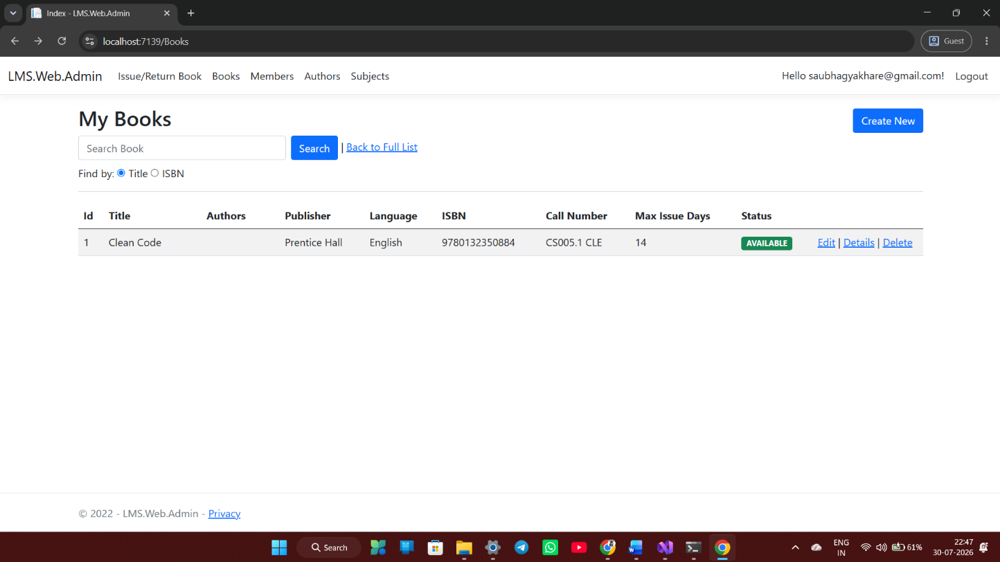 Index - LMS.Web.Admin
localhost:7139/Books
Guest
LMS.Web.Admin Issue/Return Book Books Members Authors Subjects Hello saubhagyakhare@gmail.com! Logout
My Books
Create New
Search Book Search | Back to Full List
Find by: Title ISBN
Id Title Authors Publisher Language ISBN Call Number Max Issue Days Status
1 Clean Code Prentice Hall English 9780132350884 CS005.1 CLE 14 AVAILABLE Edit | Details | Delete
© 2022 - LMS.Web.Admin - Privacy
Search
ENG
IN
61%
22:47
30-07-2026